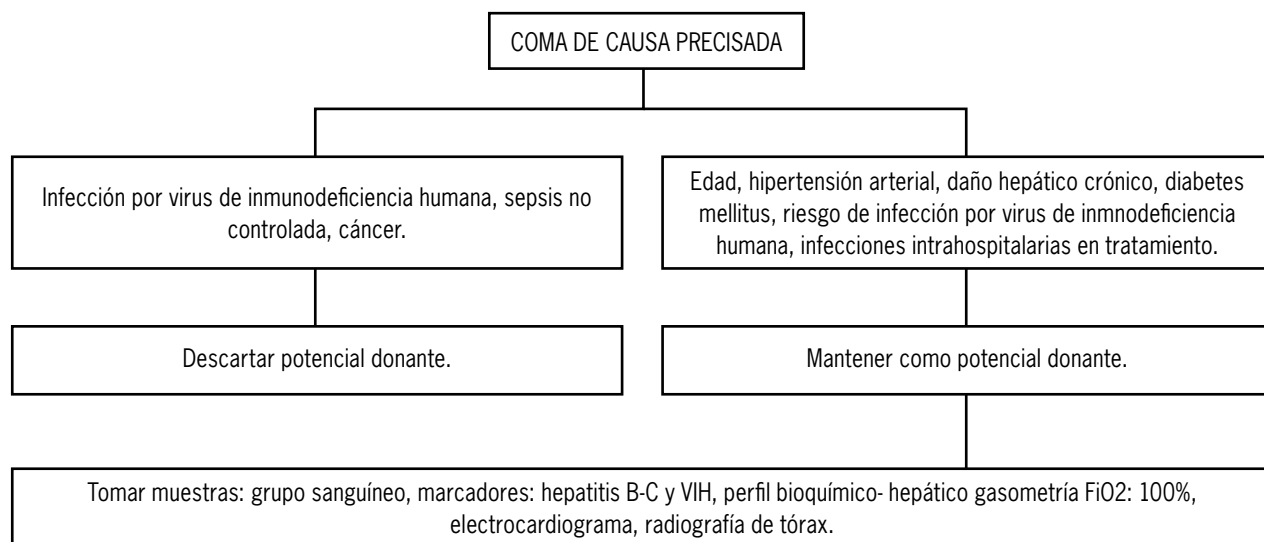 COMA DE CAUSA PRECISADA
Infección por virus de inmunodeficiencia humana, sepsis no
controlada, cáncer.
Edad, hipertensión arterial, daño hepático crónico, diabetes
mellitus, riesgo de infección por virus de inmnodeficiencia
humana, infecciones intrahospitalarias en tratamiento.
Descartar potencial donante.
Mantener como potencial donante.
Tomar muestras: grupo sanguíneo, marcadores: hepatitis B-C y VIH, perfil bioquímico- hepático gasometría FiO2: 100%,
electrocardiograma, radiografía de tórax.